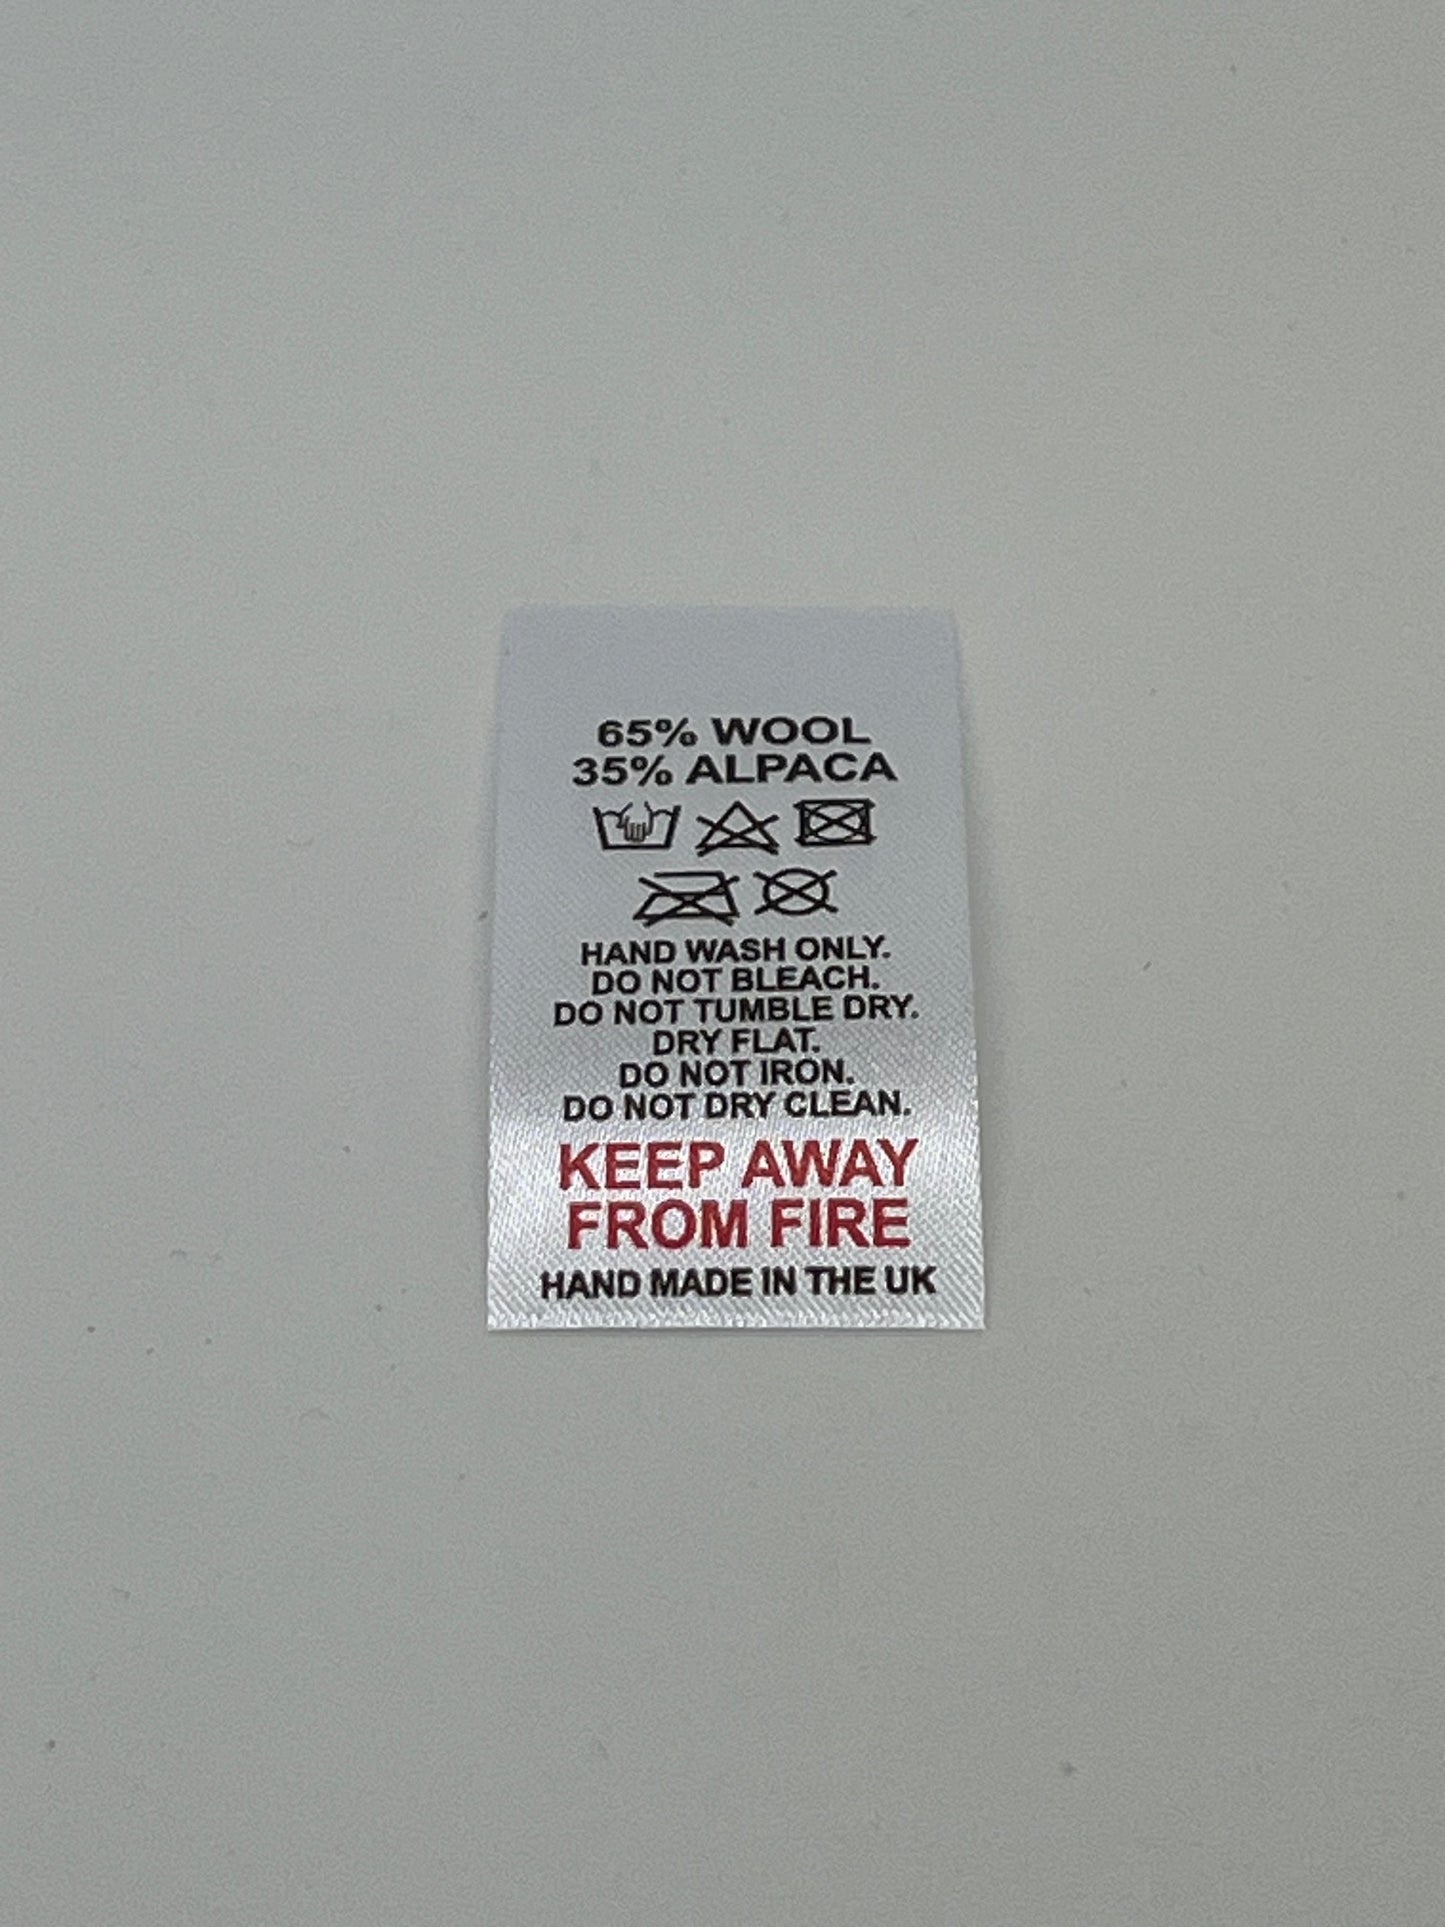 65% WOOL
35% ALPACA
HAND WASH ONLY.
DO NOT BLEACH.
DO NOT TUMBLE DRY.
DRY FLAT.
DO NOT IRON.
DO NOT DRY CLEAN.
KEEP AWAY
FROM FIRE
HAND MADE IN THE UK